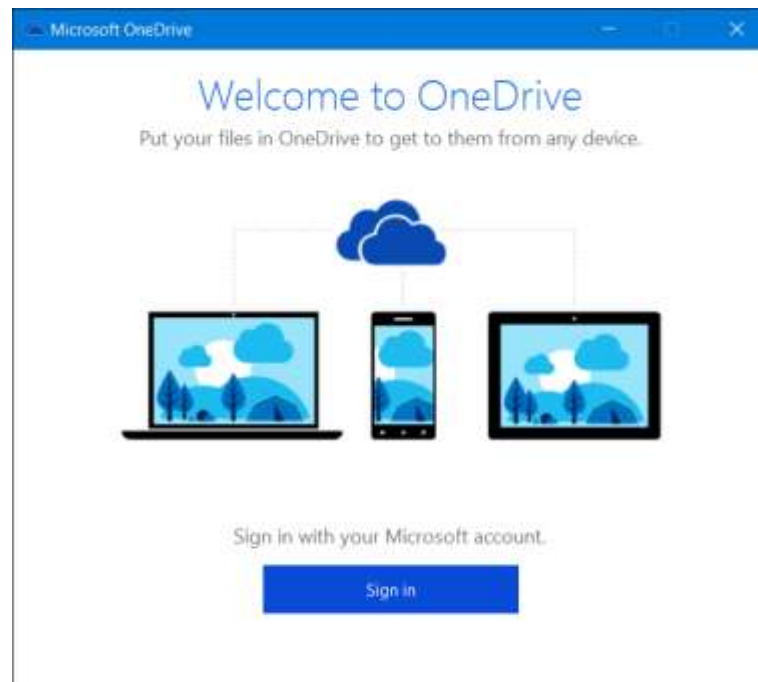 Microsoft OneDrive
Welcome to OneDrive
Put your files in OneDrive to get to them from any device.
Sign in with your Microsoft account.
Sign in